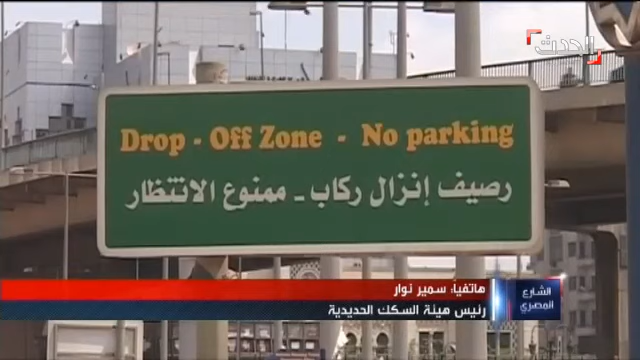 الحدث
Drop - Off Zone - No parking
رصيف إنزال ركاب - ممنوع الانتظار
هاتفيا: سمير نوار
رئيس هيئة السكك الحديدية
الشارع
المصري